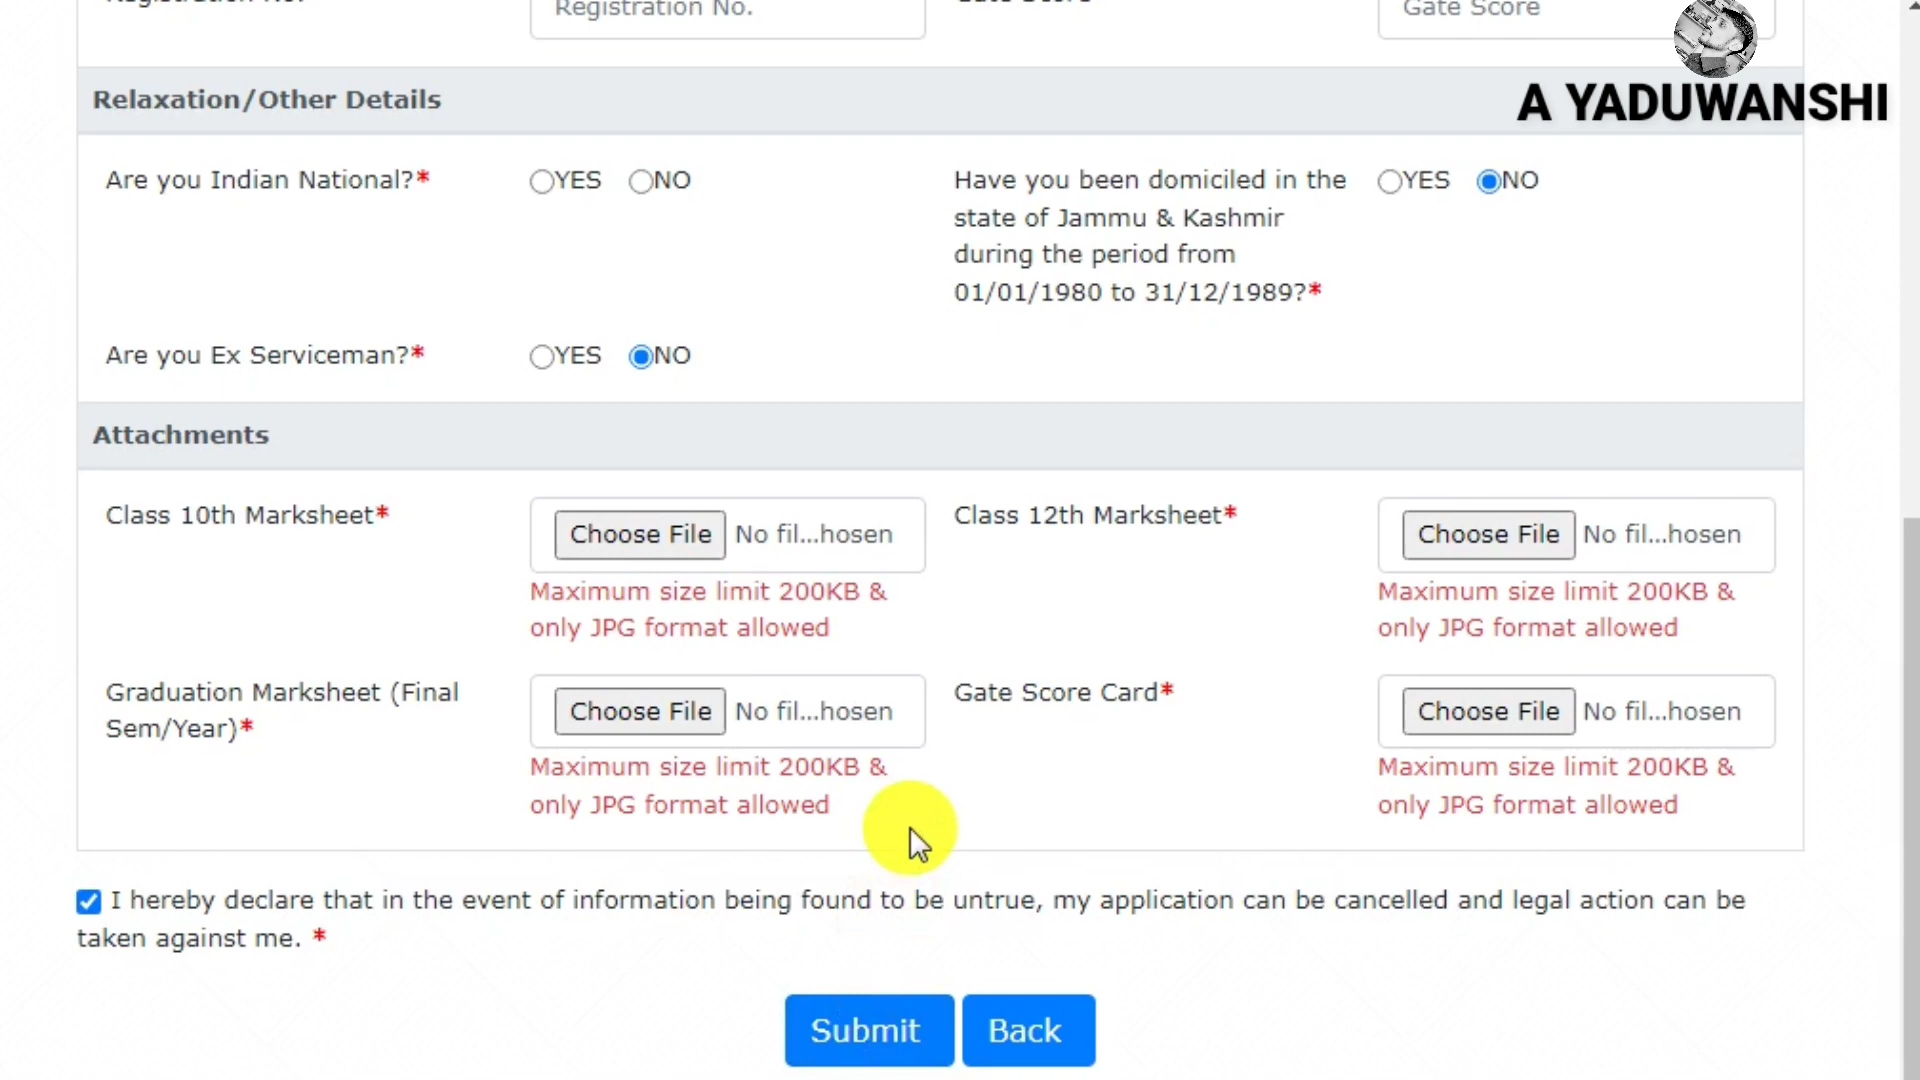 Registration No.
Registration No.
Gate Score
Gate Score
A YADUWANSHI
Relaxation/Other Details
Are you Indian National?*
YES NO
Have you been domiciled in the
state of Jammu & Kashmir
during the period from
01/01/1980 to 31/12/1989?*
YES NO
Are you Ex Serviceman?*
YES NO
Attachments
Class 10th Marksheet*
Choose File No fil...hosen
Maximum size limit 200KB &
only JPG format allowed
Class 12th Marksheet*
Choose File No fil...hosen
Maximum size limit 200KB &
only JPG format allowed
Graduation Marksheet (Final
Sem/Year)*
Choose File No fil...hosen
Maximum size limit 200KB &
only JPG format allowed
Gate Score Card*
Choose File No fil...hosen
Maximum size limit 200KB &
only JPG format allowed
I hereby declare that in the event of information being found to be untrue, my application can be cancelled and legal action can be
taken against me. *
Submit
Back